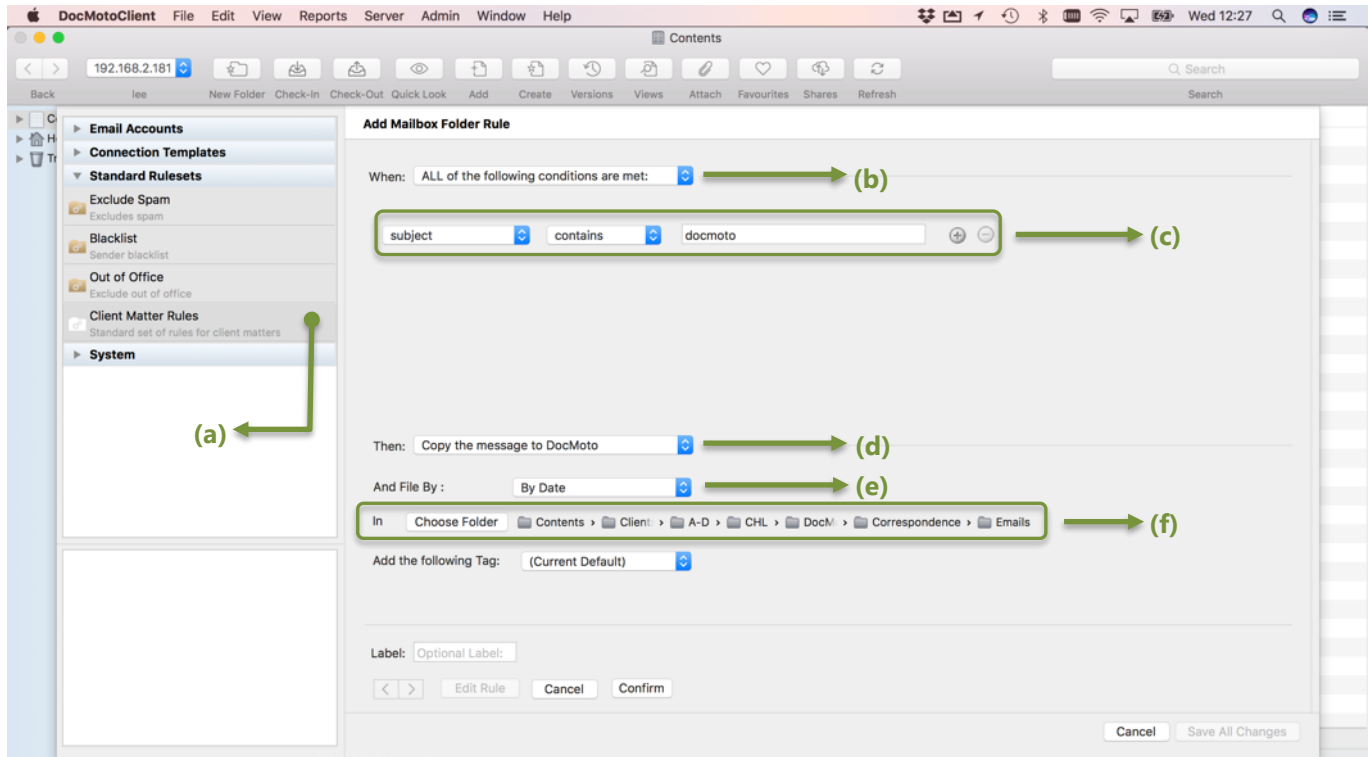 DocMotoClient File Edit View Reports Server Admin Window Help Wed 12:27
Contents
192.168.2.181 Search
Back lee New Folder Check-In Check-Out Quick Look Add Create Versions Views Attach Favourites Shares Refresh Search
Email Accounts
Connection Templates
Standard Rulesets
Exclude Spam
Excludes spam
Blacklist
Sender blacklist
Out of Office
Exclude out of office
Client Matter Rules
Standard set of rules for client matters
System
(a)
Add Mailbox Folder Rule
When: ALL of the following conditions are met: (b)
subject contains docmoto (c)
Then: Copy the message to DocMoto (d)
And File By : By Date (e)
In Choose Folder Contents › Client › A-D › CHL › DocM › Correspondence › Emails (f)
Add the following Tag: (Current Default)
Label: Optional Label:
Edit Rule Cancel Confirm
Cancel Save All Changes